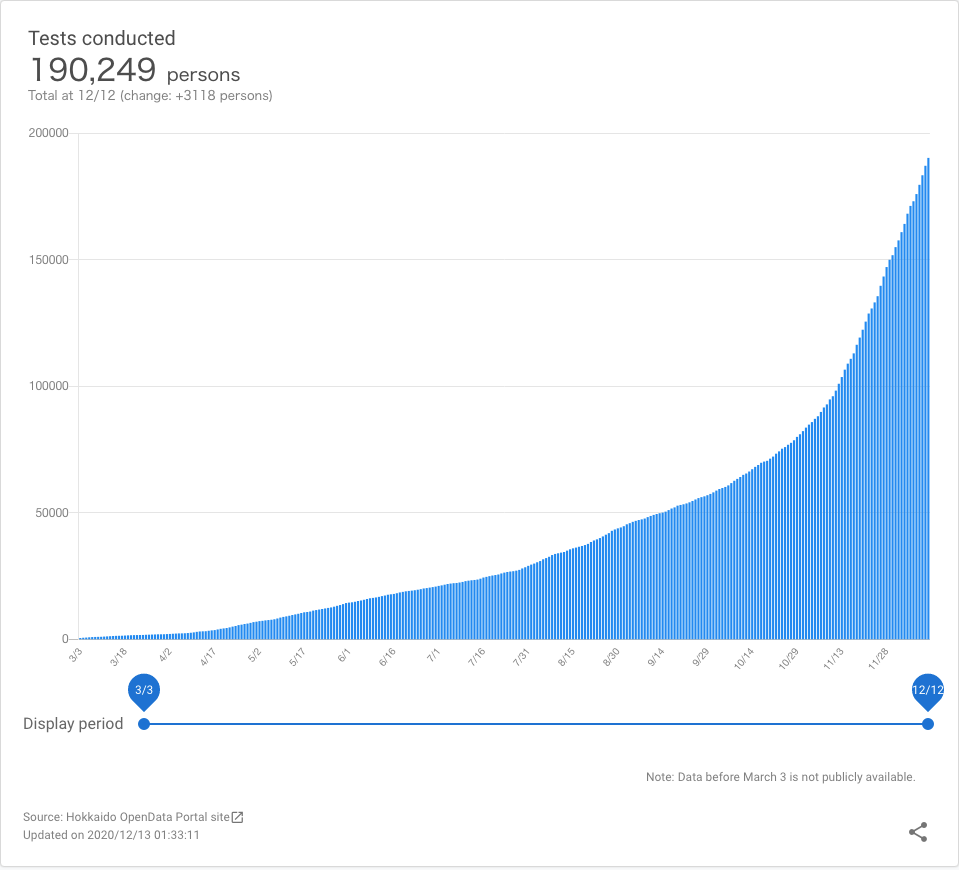 Tests conducted
190,249 persons
Total at 12/12 (change: +3118 persons)
200000
150000
100000
50000
0
3/3 3/18 4/2 4/17 5/2 5/17 6/1 6/16 7/1 7/16 7/31 8/15 8/30 9/14 9/29 10/14 10/29 11/13 11/28
3/3 12/12
Display period
Note: Data before March 3 is not publicly available.
Source: Hokkaido OpenData Portal site
Updated on 2020/12/13 01:33:11